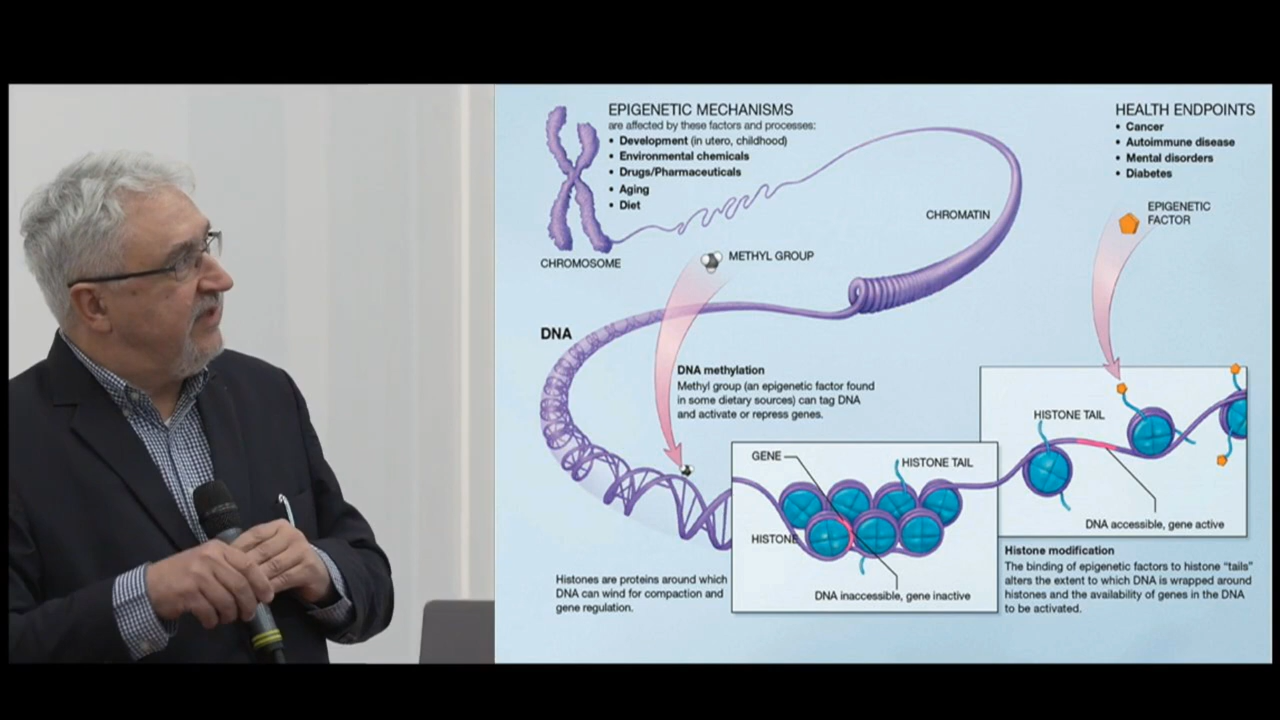 EPIGENETIC MECHANISMS
are affected by these factors and processes:
• Development (in utero, childhood)
• Environmental chemicals
• Drugs/Pharmaceuticals
• Aging
• Diet
HEALTH ENDPOINTS
• Cancer
• Autoimmune disease
• Mental disorders
• Diabetes
EPIGENETIC
FACTOR
CHROMATIN
CHROMOSOME
METHYL GROUP
DNA
DNA methylation
Methyl group (an epigenetic factor found
in some dietary sources) can tag DNA
and activate or repress genes.
HISTONE TAIL
GENE
HISTONE TAIL
DNA accessible, gene active
HISTONE
Histones are proteins around which
DNA can wind for compaction and
gene regulation.
DNA inaccessible, gene inactive
Histone modification
The binding of epigenetic factors to histone “tails”
alters the extent to which DNA is wrapped around
histones and the availability of genes in the DNA
to be activated.